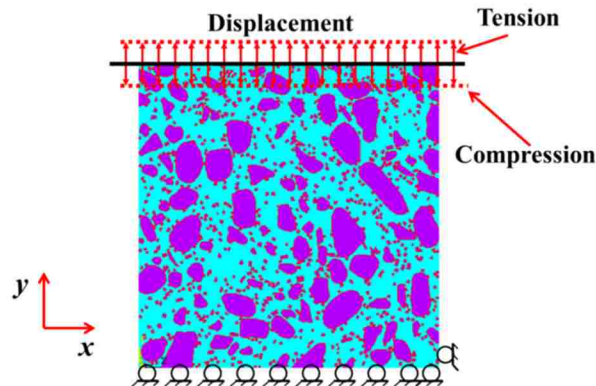 Displacement
Tension
Compression
y
x